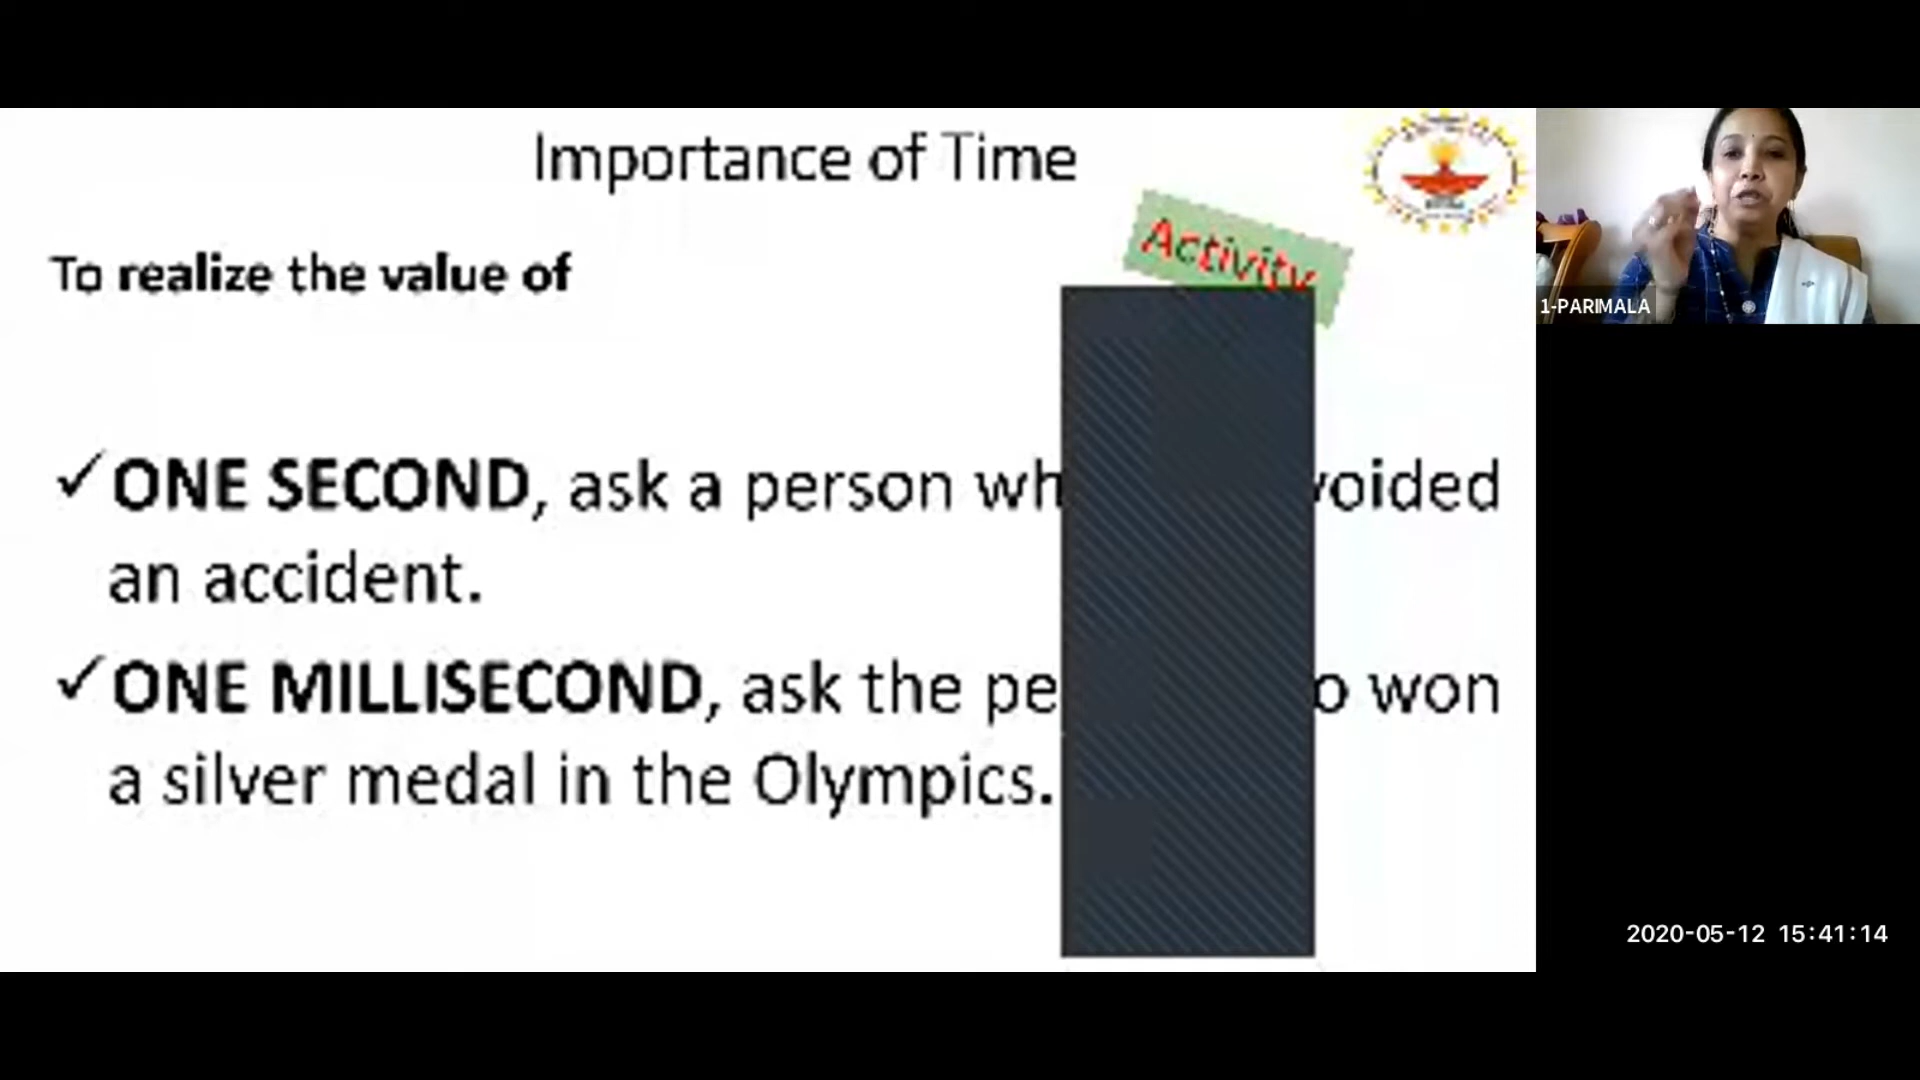 Importance of Time
Activity
To realize the value of
✓ONE SECOND, ask a person wh voided
an accident.
✓ONE MILLISECOND, ask the pe o won
a silver medal in the Olympics.
1-PARIMALA
2020-05-12 15:41:14